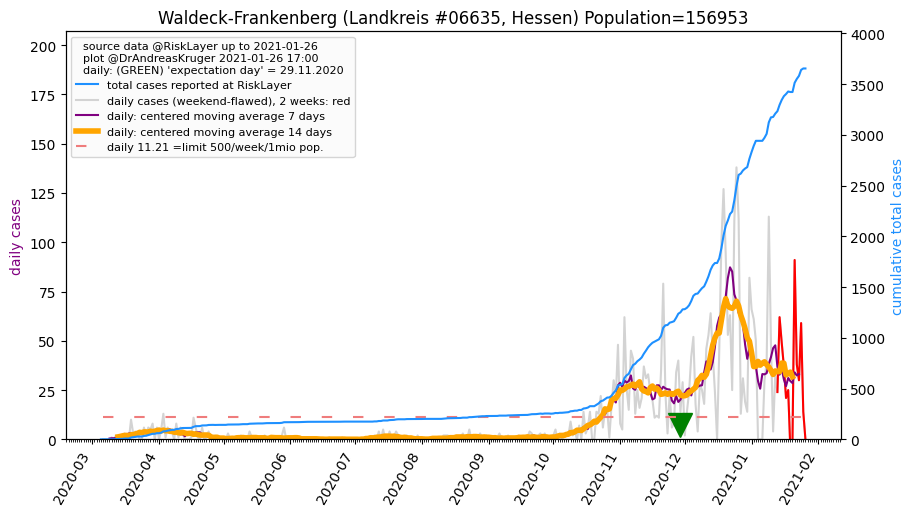 Waldeck-Frankenberg (Landkreis #06635, Hessen) Population=156953
source data @RiskLayer up to 2021-01-26
plot @DrAndreasKruger 2021-01-26 17:00
daily: (GREEN) 'expectation day' = 29.11.2020
total cases reported at RiskLayer
daily cases (weekend-flawed), 2 weeks: red
daily: centered moving average 7 days
daily: centered moving average 14 days
daily 11.21 =limit 500/week/1mio pop.
daily cases
200
175
150
125
100
75
50
25
0
4000
3500
3000
2500
2000
1500
1000
500
0
cumulative total cases
2020-03
2020-04
2020-05
2020-06
2020-07
2020-08
2020-09
2020-10
2020-11
2020-12
2021-01
2021-02